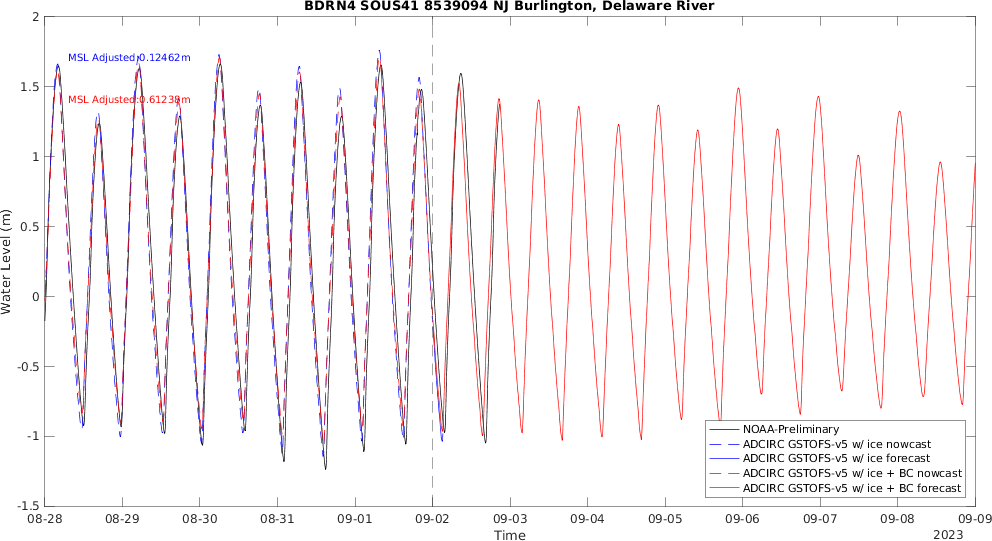 BDRN4 SOUS41 8539094 NJ Burlington, Delaware River
2
1.5
1
0.5
0
-0.5
-1
-1.5
Water Level (m)
MSL Adjusted:0.12462m
MSL Adjusted:0.61238m
NOAA-Preliminary
ADCIRC GSTOFS-v5 w/ ice nowcast
ADCIRC GSTOFS-v5 w/ ice forecast
ADCIRC GSTOFS-v5 w/ ice + BC nowcast
ADCIRC GSTOFS-v5 w/ ice + BC forecast
08-28 08-29 08-30 08-31 09-01 09-02 09-03 09-04 09-05 09-06 09-07 09-08 09-09
Time
2023